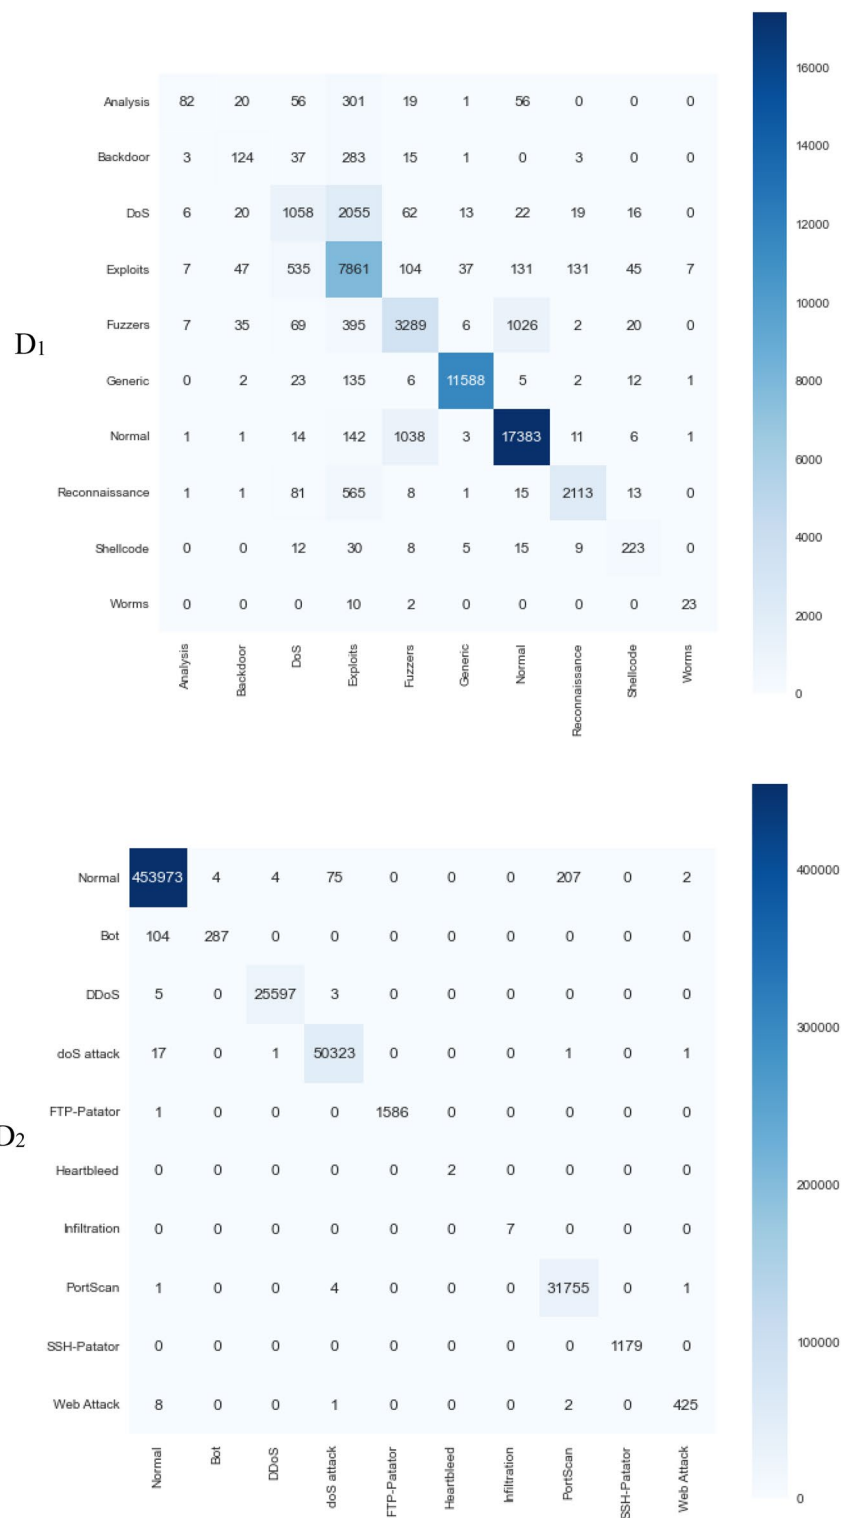 D1
Analysis 82 20 56 301 19 1 56 0 0 0
Backdoor 3 124 37 283 15 1 0 3 0 0
DoS 6 20 1058 2055 62 13 22 19 16 0
Exploits 7 47 535 7861 104 37 131 131 45 7
Fuzzers 7 35 69 395 3289 6 1026 2 20 0
Generic 0 2 23 135 6 11588 5 2 12 1
Normal 1 1 14 142 1038 3 17383 11 6 1
Reconnaissance 1 1 81 565 8 1 15 2113 13 0
Shellcode 0 0 12 30 8 5 15 9 223 0
Worms 0 0 0 10 2 0 0 0 0 23
Analysis Backdoor DoS Exploits Fuzzers Generic Normal Reconnaissance Shellcode Worms
16000
14000
12000
10000
8000
6000
4000
2000
0
D2
Normal 453973 4 4 75 0 0 0 207 0 2
Bot 104 287 0 0 0 0 0 0 0 0
DDoS 5 0 25597 3 0 0 0 0 0 0
doS attack 17 0 1 50323 0 0 0 1 0 1
FTP-Patator 1 0 0 0 1586 0 0 0 0 0
Heartbleed 0 0 0 0 0 2 0 0 0 0
Infiltration 0 0 0 0 0 0 7 0 0 0
PortScan 1 0 0 4 0 0 0 31755 0 1
SSH-Patator 0 0 0 0 0 0 0 0 1179 0
Web Attack 8 0 0 1 0 0 0 2 0 425
Normal Bot DDoS doS attack FTP-Patator Heartbleed Infiltration PortScan SSH-Patator Web Attack
400000
300000
200000
100000
0